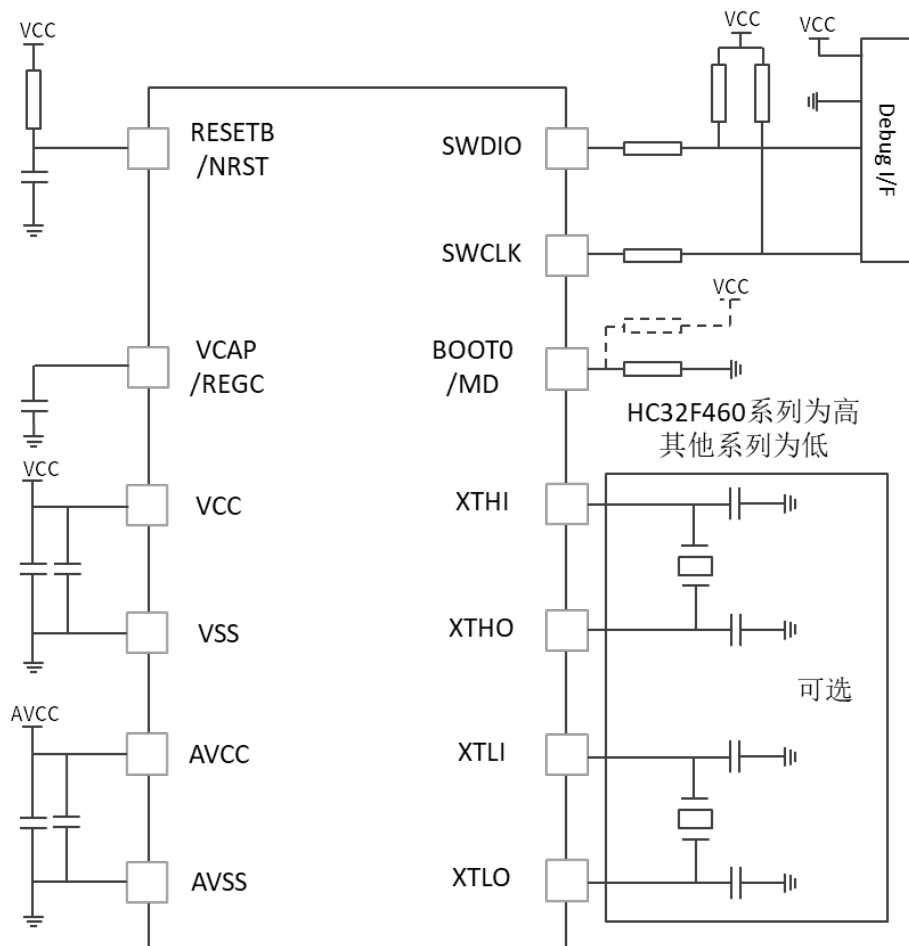 VCC
RESETB
/NRST
VCAP
/REGC
VCC
VCC
VSS
AVCC
AVCC
AVSS
VCC
VCC
SWDIO
Debug I/F
SWCLK
VCC
BOOT0
/MD
HC32F460系列为高
其他系列为低
XTHI
XTHO
可选
XTLI
XTLO